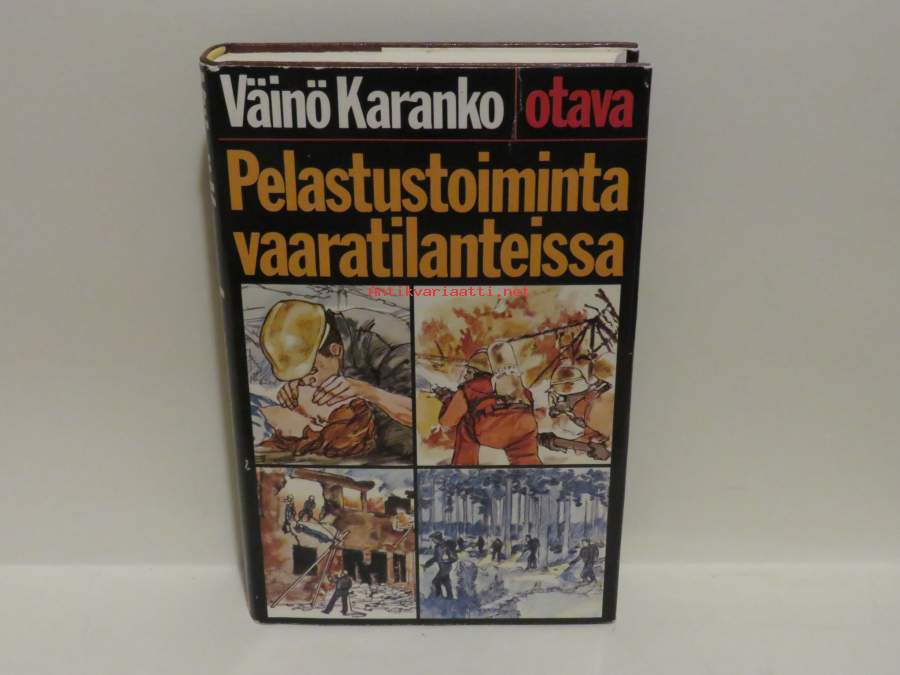 Väinö Karanko otava
Pelastustoiminta
vaaratilanteissa
Antikvariaatti.net